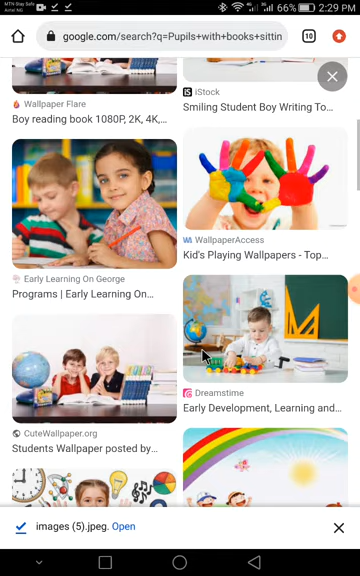 MTN-Stay Safe
Airtel NG
66% 2:29 PM
google.com/search?q=Pupils+with+books+sittin
10
Wallpaper Flare
Boy reading book 1080P, 2K, 4K,...
iStock
Smiling Student Boy Writing To...
WallpaperAccess
Kid's Playing Wallpapers - Top...
Early Learning On George
Programs | Early Learning On...
Dreamstime
Early Development, Learning and...
CuteWallpaper.org
Students Wallpaper posted by...
images (5).jpeg. Open